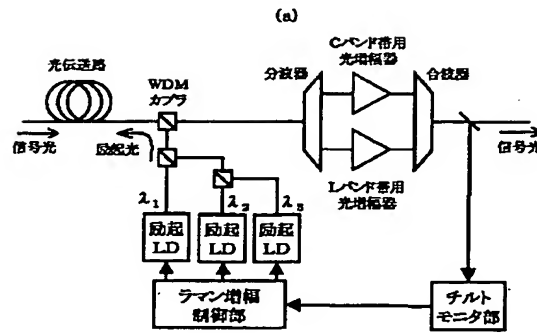 (a)
Cバンド帯用
光増幅器
光伝送路
WDM
カプラ
分波器
合波器
信号光
励起光
信号光
Lバンド帯用
光増幅器
λ1
λ2
λ3
励起
LD
励起
LD
励起
LD
ラマン増幅
制御部
チルト
モニタ部